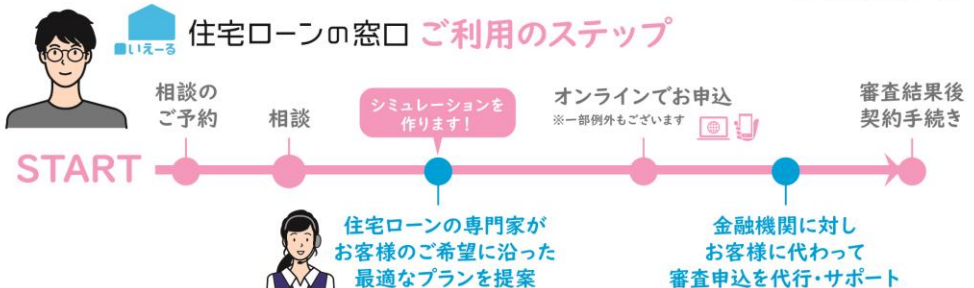 いえーる 住宅ローンの窓口 ご利用のステップ
相談の
ご予約
相談
シミュレーションを
作ります!
オンラインでお申込
※一部例外もございます
審査結果後
契約手続き
START
住宅ローンの専門家が
お客様のご希望に沿った
最適なプランを提案
金融機関に対し
お客様に代わって
審査申込を代行・サポート